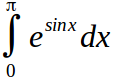 ∫₀^π e^{sinx} dx